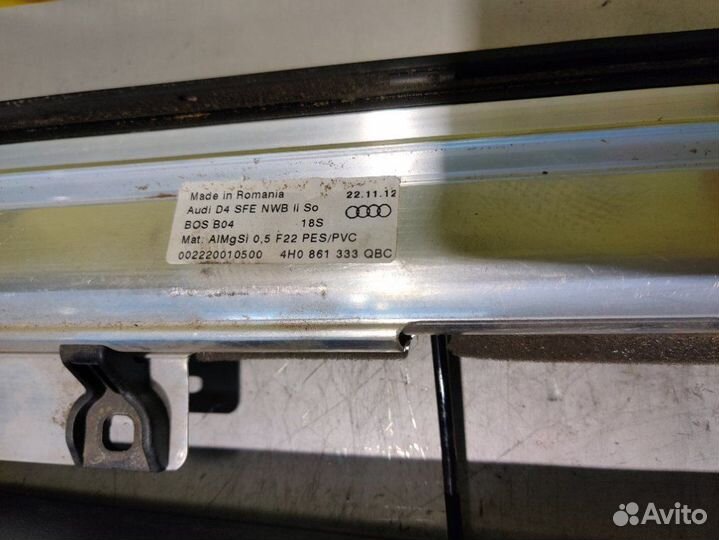 Made in Romania 22.11.12
Audi D4 SFE NWB li So
BOS B04 18S
Mat: AlMgSi 0,5 F22 PES/PVC
002220010500 4H0 861 333 QBC
Avito